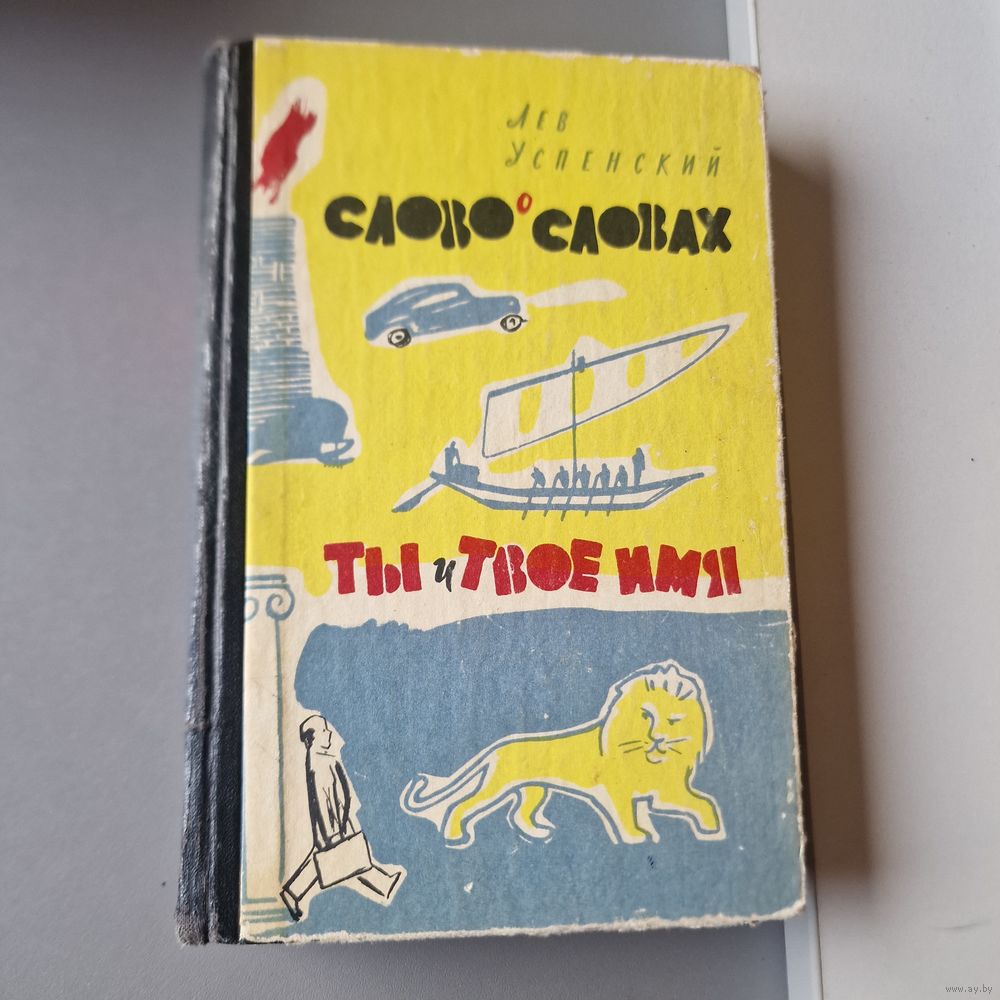 Лев
Успенский
СЛОВО о СЛОВАХ
ТЫ и ТВОЕ ИМЯ
www.ay.by